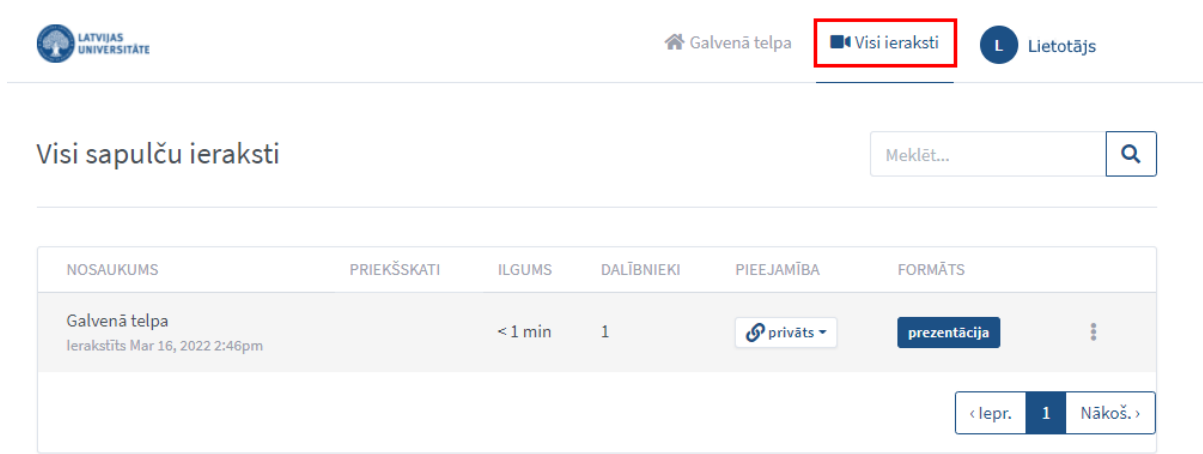 LATVIJAS
UNIVERSITĀTE
Galvenā telpa Visi ieraksti L Lietotājs
Visi sapulču ieraksti
Meklēt...
NOSAUKUMS PRIEKŠSKATI ILGUMS DALĪBNIEKI PIEEJAMĪBA FORMĀTS
Galvenā telpa < 1 min 1 privāts prezentācija
Ierakstīts Mar 16, 2022 2:46pm
‹ Iepr. 1 Nākoš. ›